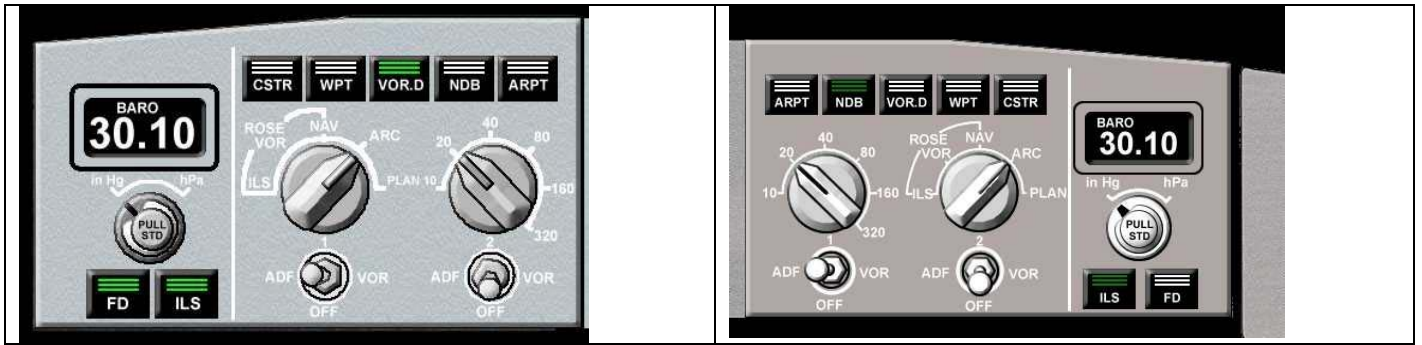 CSTR WPT VOR.D NDB ARPT
BARO
30.10
in Hg hPa
PULL
STD
FD ILS
ROSE NAV ARC
VOR
ILS PLAN
10 20 40 80 160 320
1
ADF VOR
OFF
2
ADF VOR
OFF
ARPT NDB VOR.D WPT CSTR
10 20 40 80 160 320
ROSE NAV ARC
VOR
ILS PLAN
1
ADF VOR
OFF
2
ADF VOR
OFF
BARO
30.10
in Hg hPa
PULL
STD
ILS FD